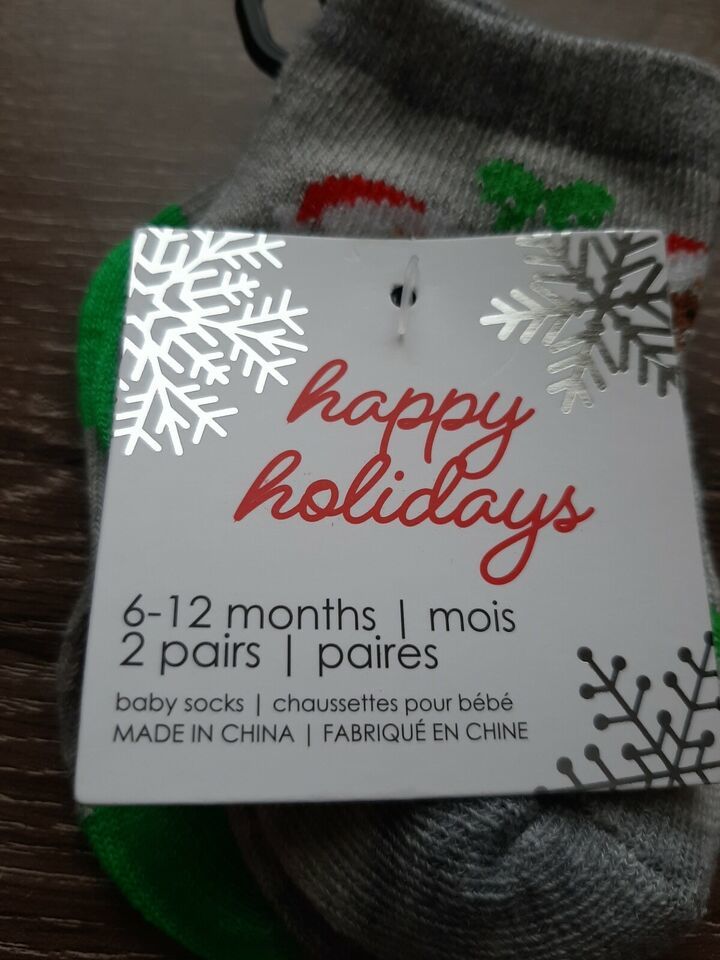 happy
holidays
6-12 months | mois
2 pairs | paires
baby socks | chaussettes pour bébé
MADE IN CHINA | FABRIQUÉ EN CHINE